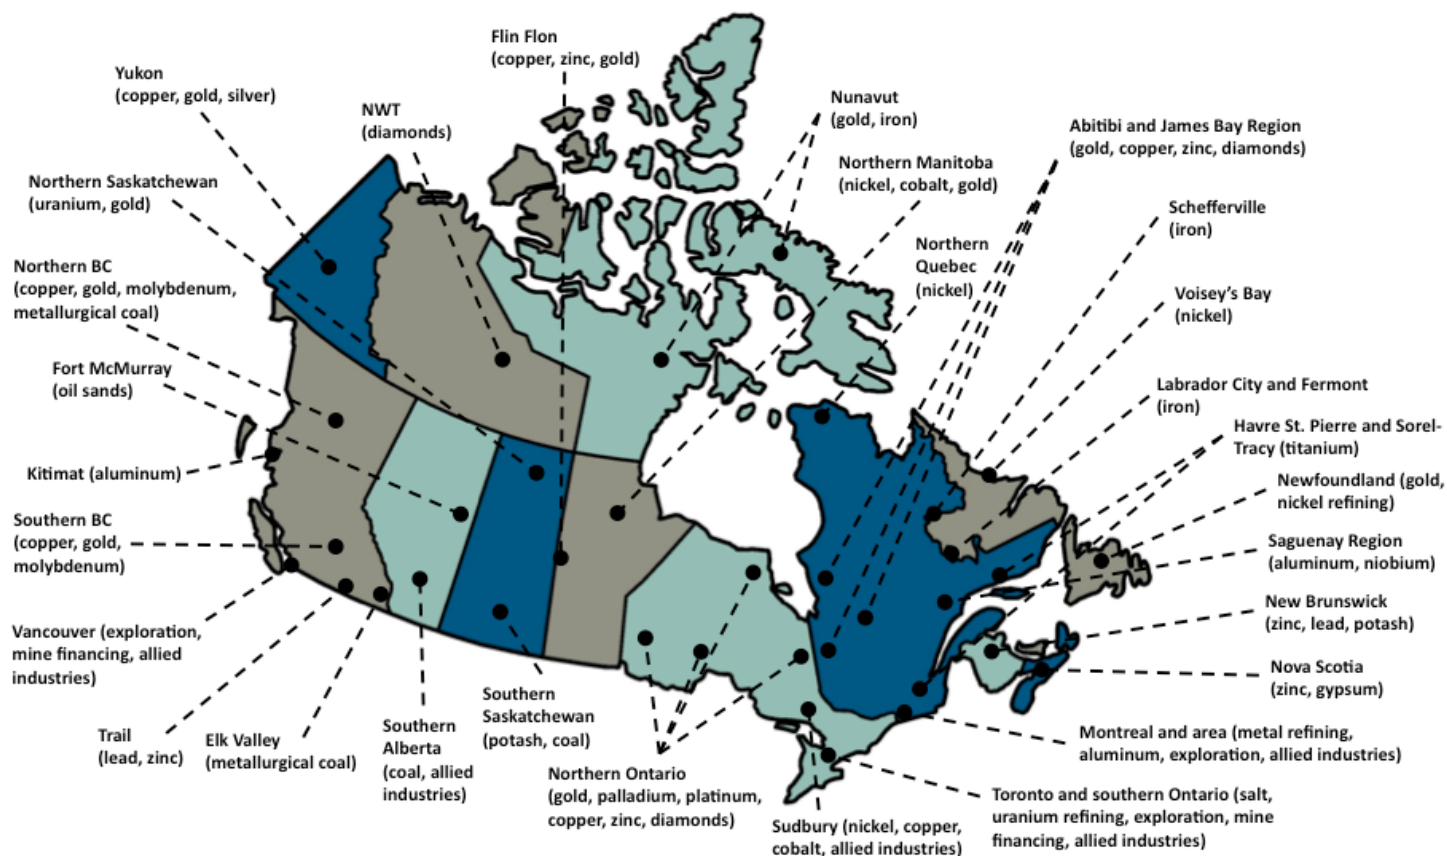 Flin Flon
(copper, zinc, gold)
Yukon
(copper, gold, silver)
NWT
(diamonds)
Nunavut
(gold, iron)
Abitibi and James Bay Region
(gold, copper, zinc, diamonds)
Northern Manitoba
(nickel, cobalt, gold)
Northern Saskatchewan
(uranium, gold)
Schefferville
(iron)
Northern
Quebec
(nickel)
Northern BC
(copper, gold, molybdenum,
metallurgical coal)
Voisey's Bay
(nickel)
Fort McMurray
(oil sands)
Labrador City and Fermont
(iron)
Havre St. Pierre and Sorel-
Tracy (titanium)
Kitimat (aluminum)
Newfoundland (gold,
nickel refining)
Southern BC
(copper, gold,
molybdenum)
Saguenay Region
(aluminum, niobium)
New Brunswick
(zinc, lead, potash)
Vancouver (exploration,
mine financing, allied
industries)
Nova Scotia
(zinc, gypsum)
Southern
Saskatchewan
(potash, coal)
Trail
(lead, zinc)
Elk Valley
(metallurgical coal)
Southern
Alberta
(coal, allied
industries)
Montreal and area (metal refining,
aluminum, exploration, allied industries)
Northern Ontario
(gold, palladium, platinum,
copper, zinc, diamonds)
Toronto and southern Ontario (salt,
uranium refining, exploration, mine
financing, allied industries)
Sudbury (nickel, copper,
cobalt, allied industries)